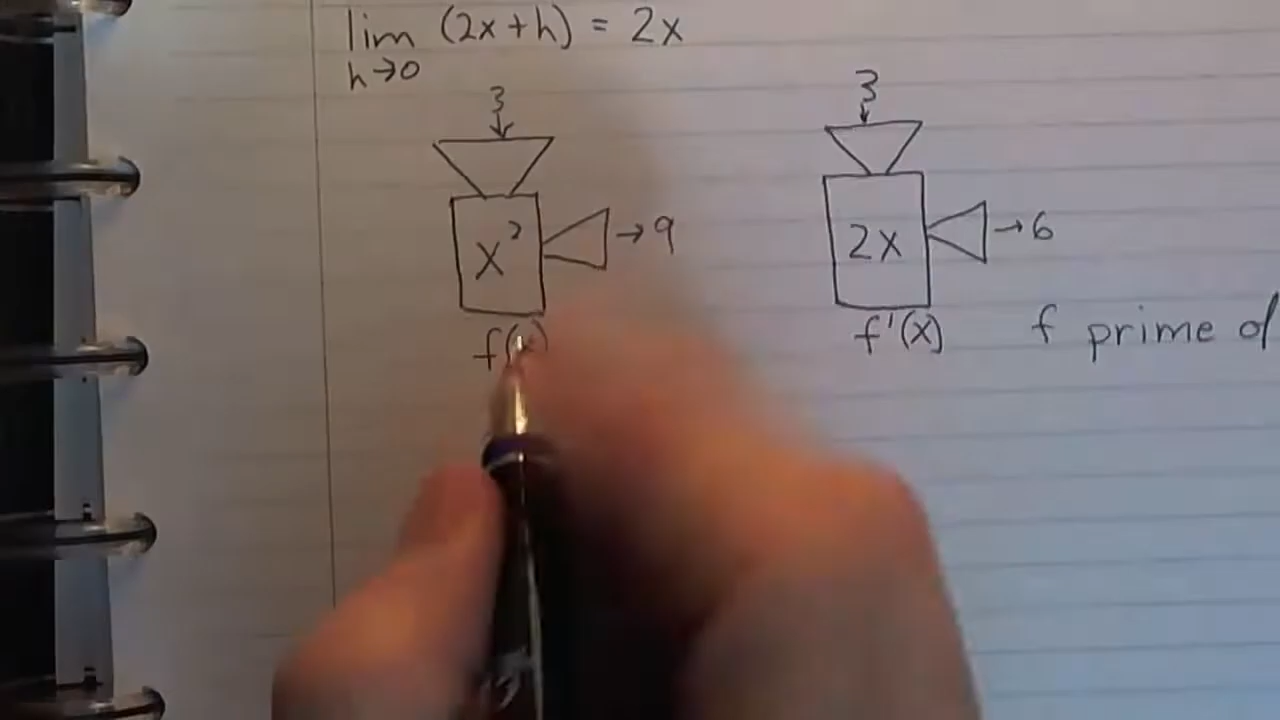 lim (2x+h) = 2x
h→0
3 3
x² →9 2x →6
f(x) f'(x) f prime of